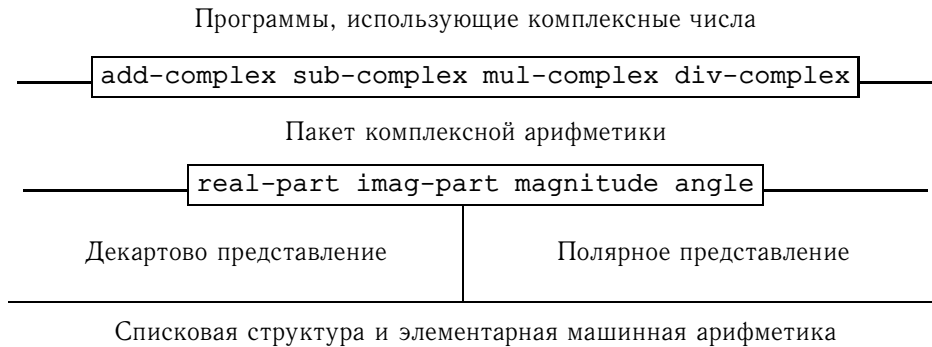 Программы, использующие комплексные числа
add-complex sub-complex mul-complex div-complex
Пакет комплексной арифметики
real-part imag-part magnitude angle
Декартово представление
Полярное представление
Списковая структура и элементарная машинная арифметика